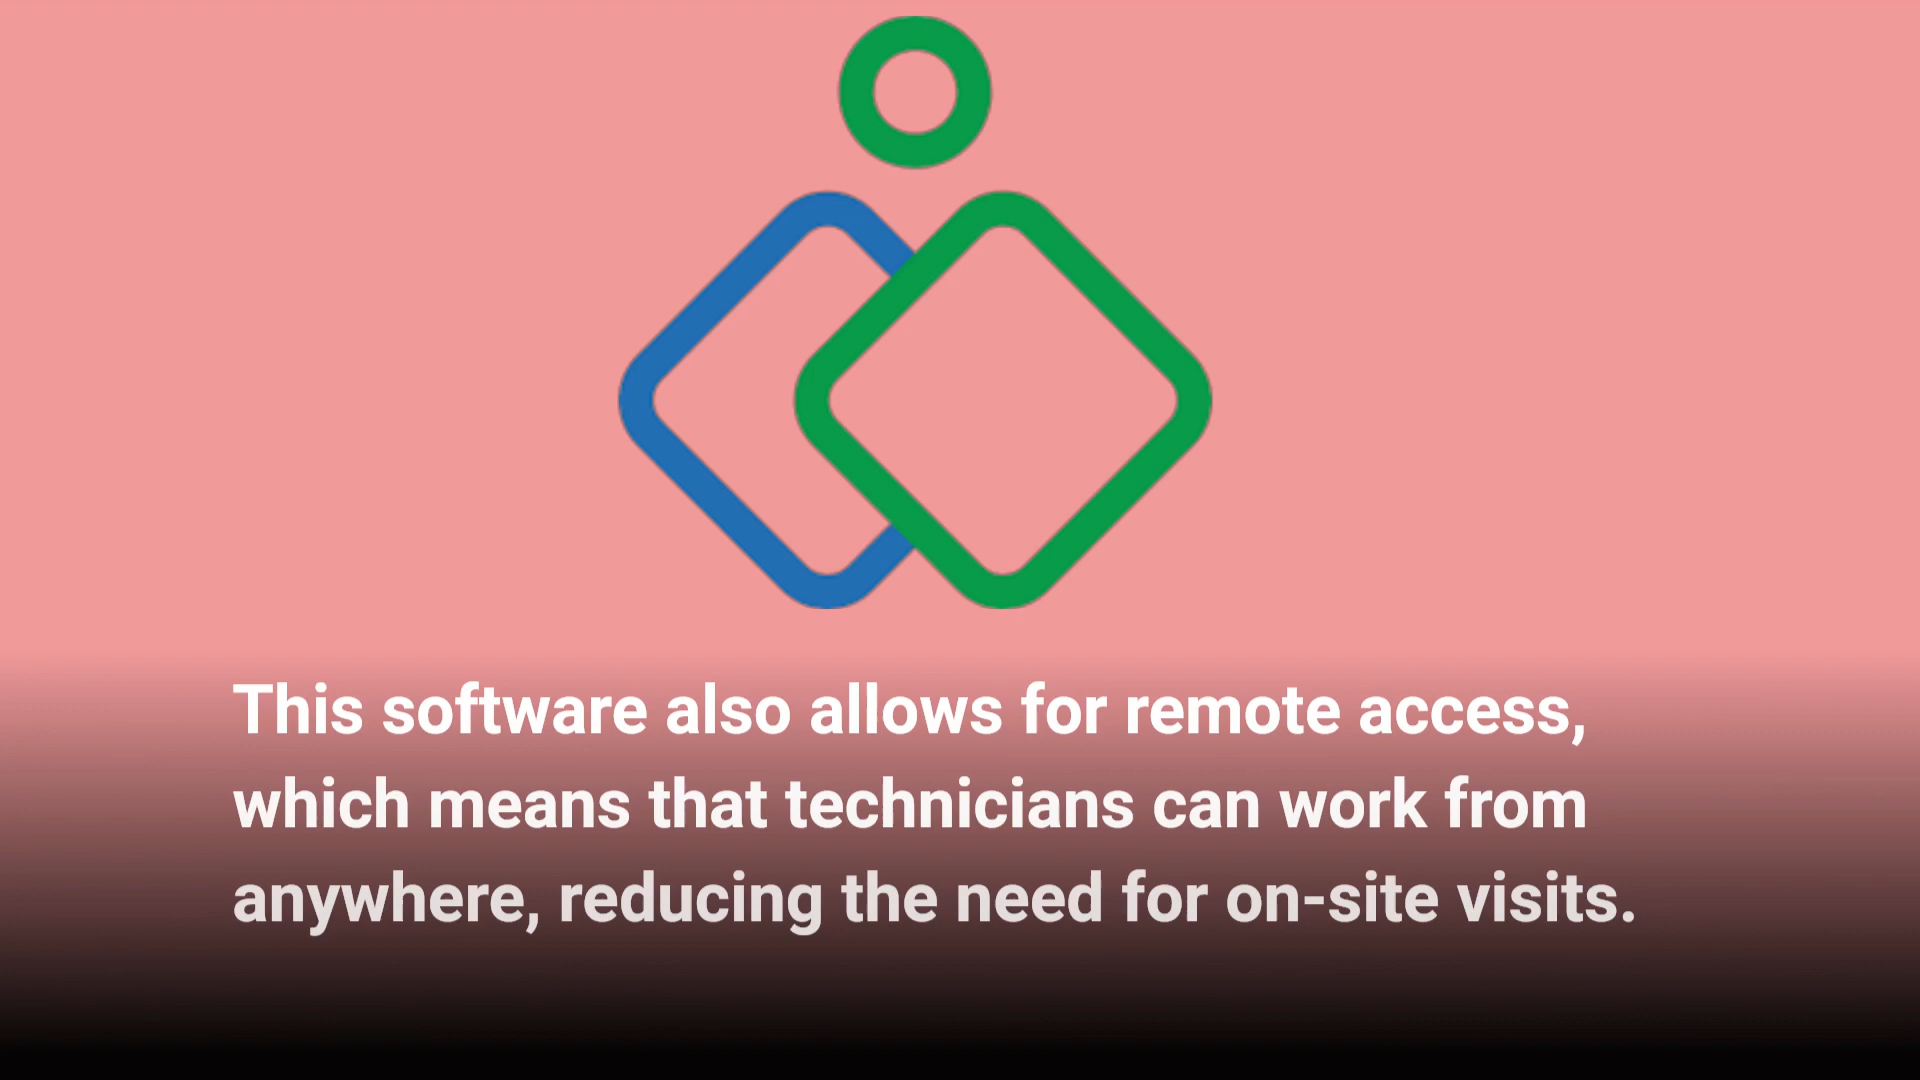 This software also allows for remote access,
which means that technicians can work from
anywhere, reducing the need for on-site visits.